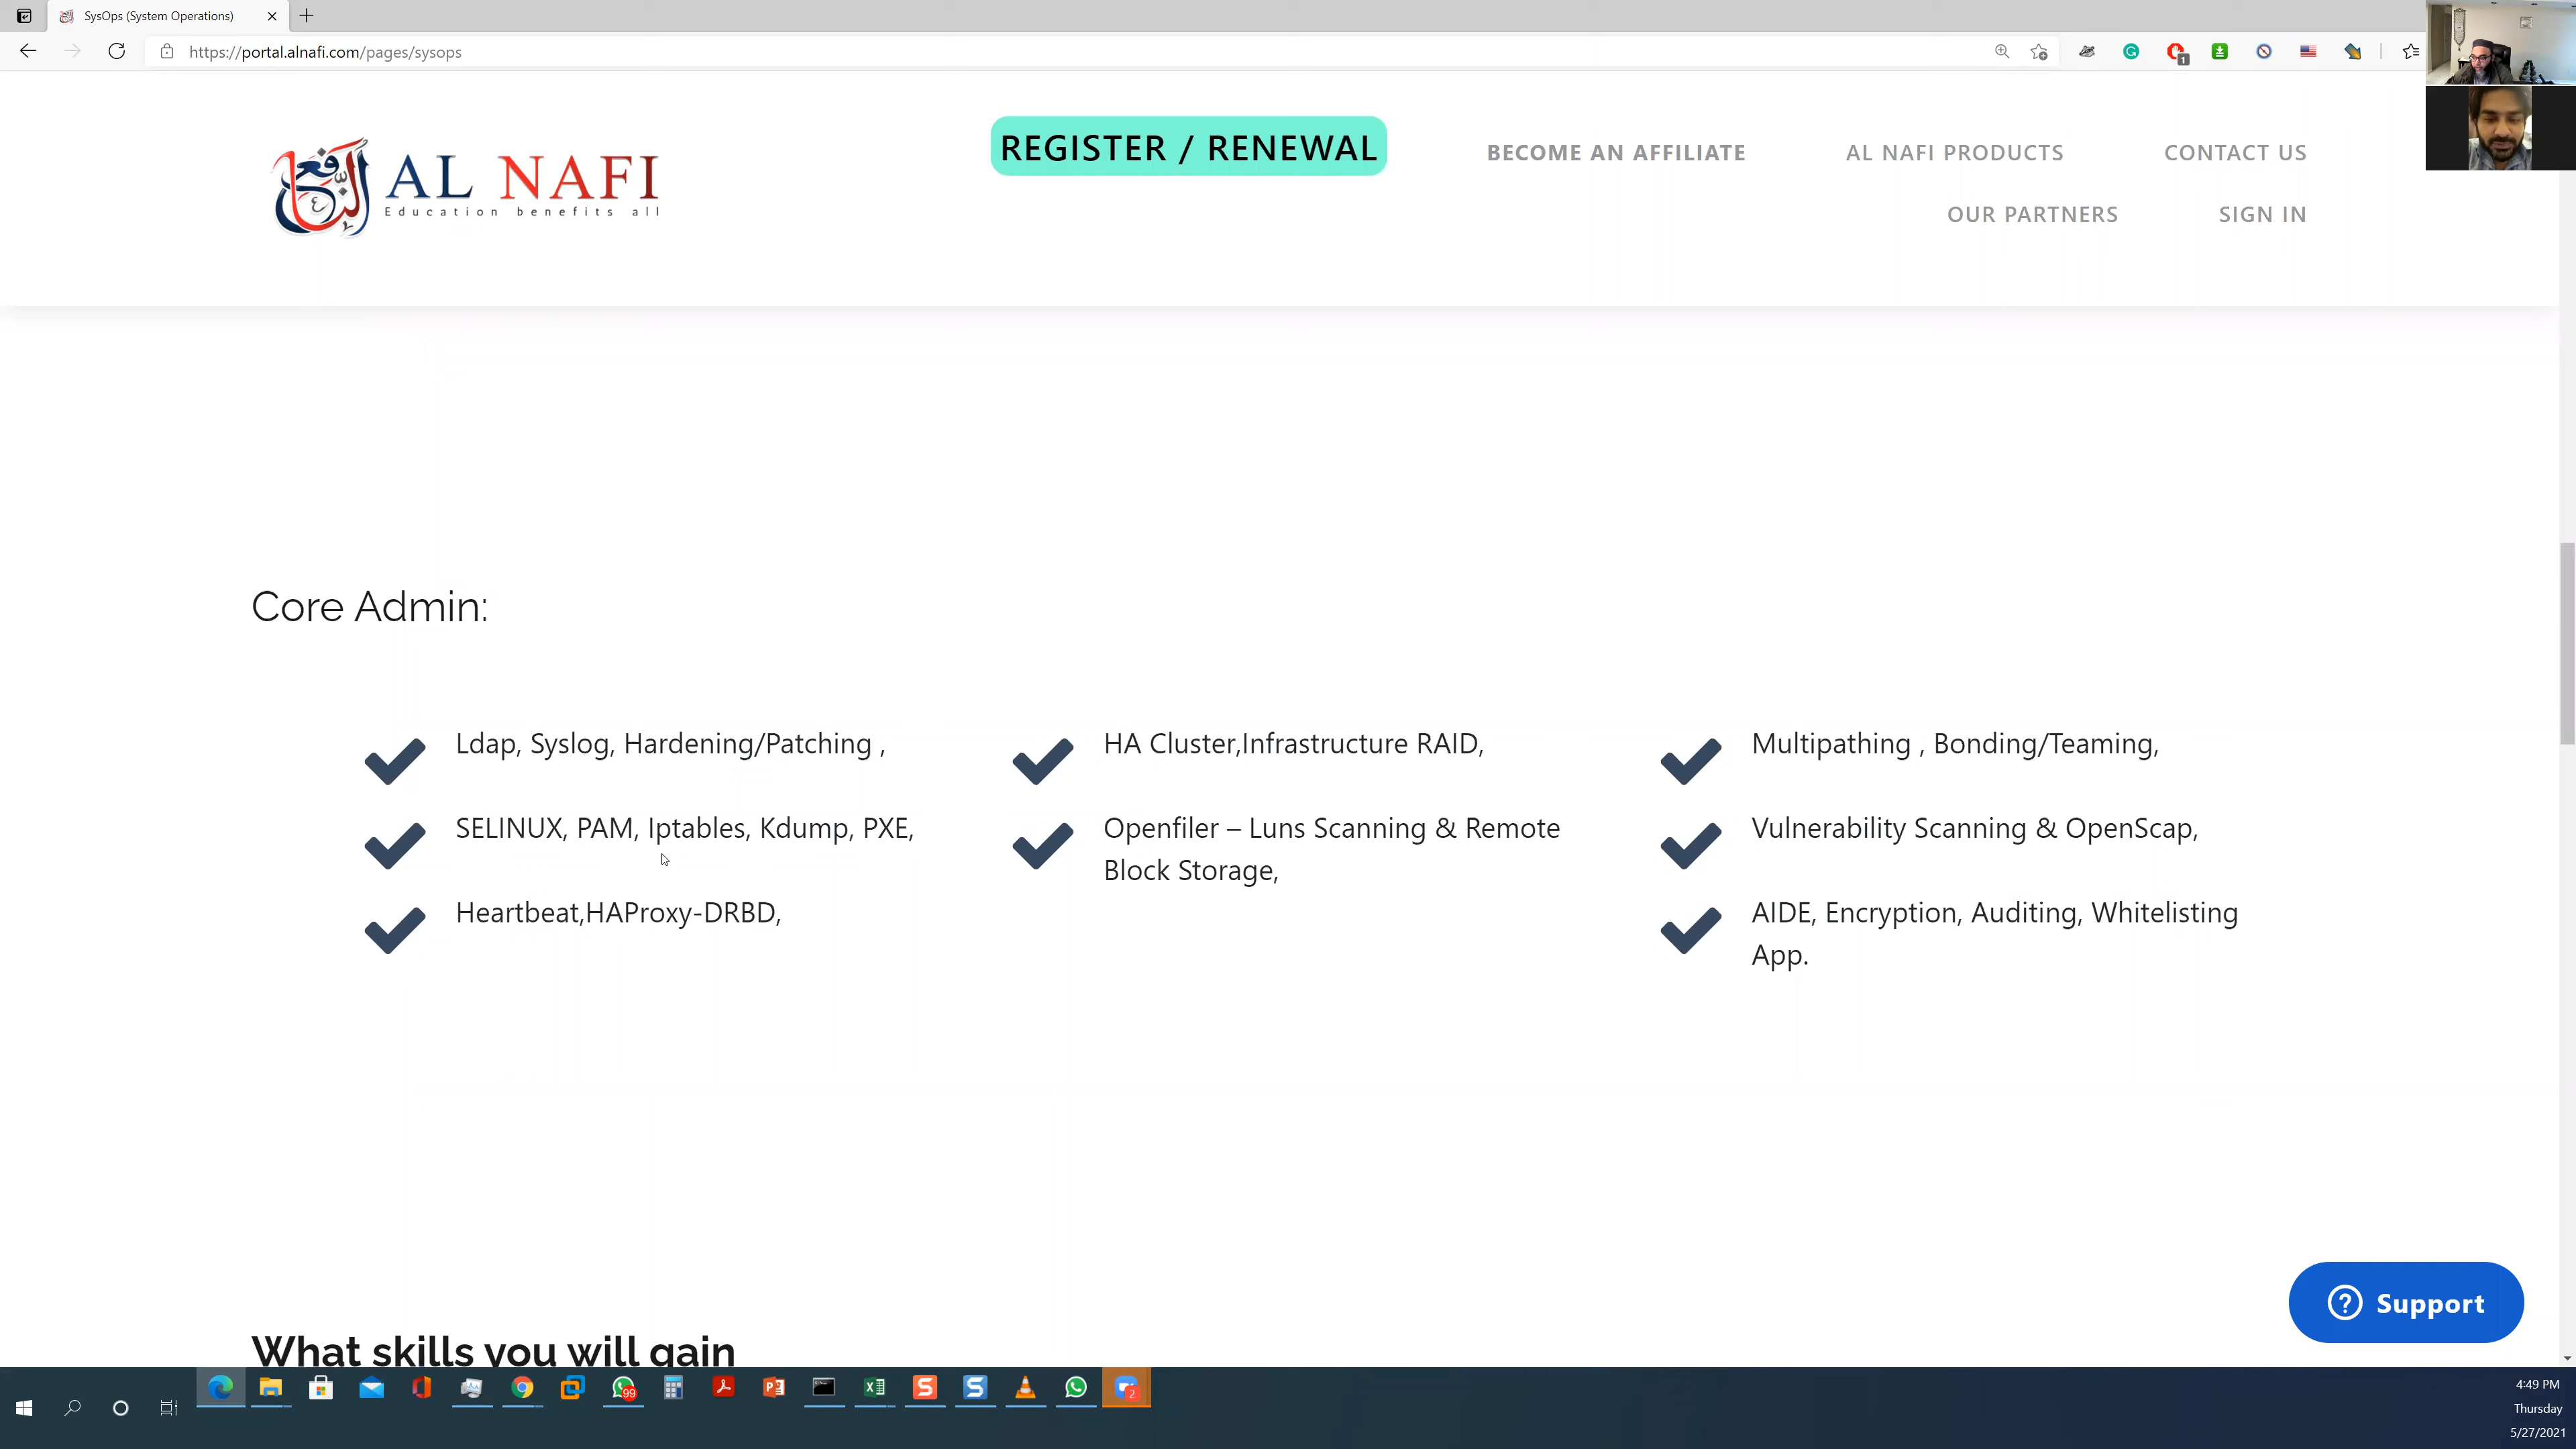 SysOps (System Operations)
https://portal.alnafi.com/pages/sysops
1
AL NAFI
Education benefits all
REGISTER / RENEWAL
BECOME AN AFFILIATE
AL NAFI PRODUCTS
CONTACT US
OUR PARTNERS
SIGN IN
Core Admin:
Ldap, Syslog, Hardening/Patching ,
SELINUX, PAM, Iptables, Kdump, PXE,
Heartbeat,HAProxy-DRBD,
HA Cluster,Infrastructure RAID,
Openfiler – Luns Scanning & Remote
Block Storage,
Multipathing , Bonding/Teaming,
Vulnerability Scanning & OpenScap,
AIDE, Encryption, Auditing, Whitelisting
App.
What skills you will gain
Support
99
2
4:49 PM
Thursday
5/27/2021